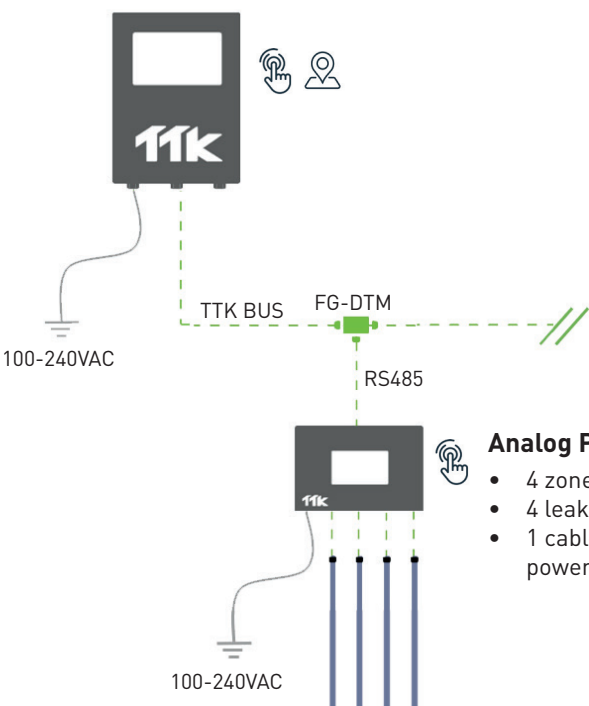 TTK
TTK BUS
FG-DTM
100-240VAC
RS485
Analog P
• 4 zone
• 4 leak
• 1 cabl
power
TTK
100-240VAC